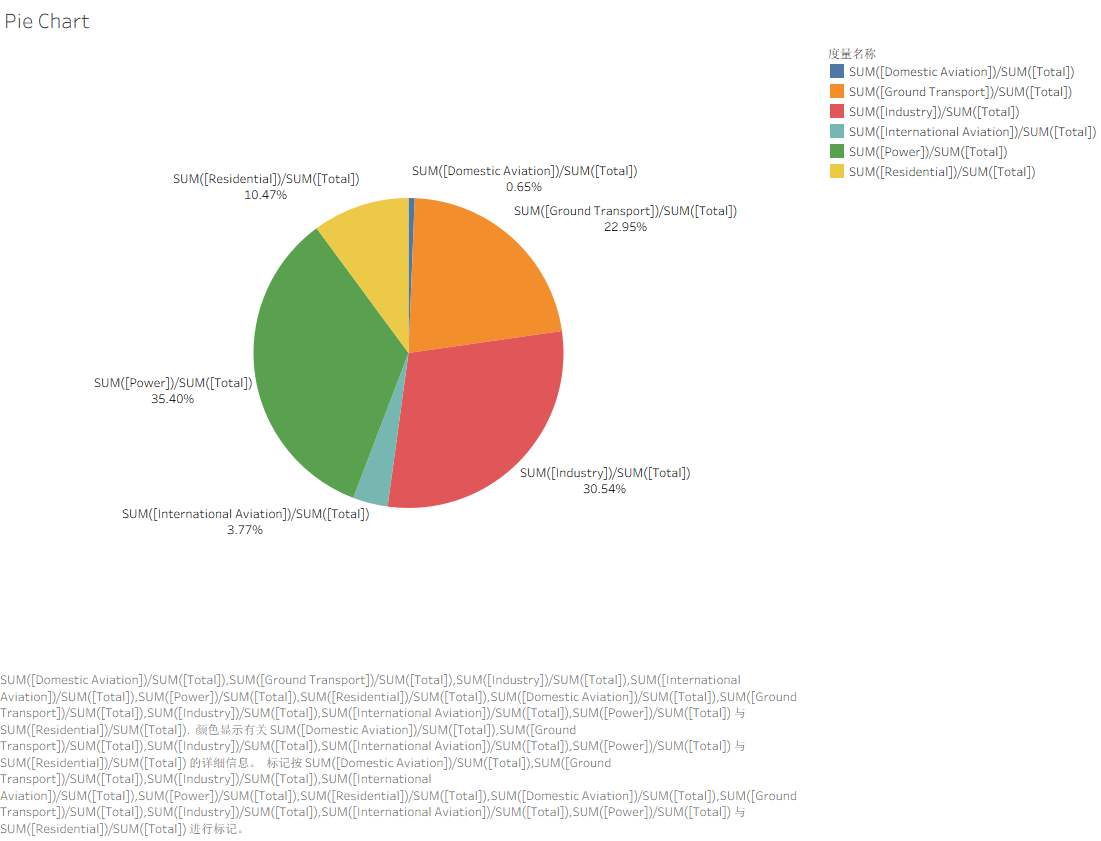 Pie Chart
度量名称
SUM([Domestic Aviation])/SUM([Total])
SUM([Ground Transport])/SUM([Total])
SUM([Industry])/SUM([Total])
SUM([International Aviation])/SUM([Total])
SUM([Power])/SUM([Total])
SUM([Residential])/SUM([Total])
SUM([Domestic Aviation])/SUM([Total])
0.65%
SUM([Residential])/SUM([Total])
10.47%
SUM([Ground Transport])/SUM([Total])
22.95%
SUM([Power])/SUM([Total])
35.40%
SUM([Industry])/SUM([Total])
30.54%
SUM([International Aviation])/SUM([Total])
3.77%
SUM([Domestic Aviation])/SUM([Total]),SUM([Ground Transport])/SUM([Total]),SUM([Industry])/SUM([Total]),SUM([International
Aviation])/SUM([Total]),SUM([Power])/SUM([Total]),SUM([Residential])/SUM([Total]),SUM([Domestic Aviation])/SUM([Total]),SUM([Ground
Transport])/SUM([Total]),SUM([Industry])/SUM([Total]),SUM([International Aviation])/SUM([Total]),SUM([Power])/SUM([Total]) 与
SUM([Residential])/SUM([Total]). 颜色显示有关 SUM([Domestic Aviation])/SUM([Total]),SUM([Ground
Transport])/SUM([Total]),SUM([Industry])/SUM([Total]),SUM([International Aviation])/SUM([Total]),SUM([Power])/SUM([Total]) 与
SUM([Residential])/SUM([Total]) 的详细信息。 标记按 SUM([Domestic Aviation])/SUM([Total]),SUM([Ground
Transport])/SUM([Total]),SUM([Industry])/SUM([Total]),SUM([International
Aviation])/SUM([Total]),SUM([Power])/SUM([Total]),SUM([Residential])/SUM([Total]),SUM([Domestic Aviation])/SUM([Total]),SUM([Ground
Transport])/SUM([Total]),SUM([Industry])/SUM([Total]),SUM([International Aviation])/SUM([Total]),SUM([Power])/SUM([Total]) 与
SUM([Residential])/SUM([Total]) 进行标记。